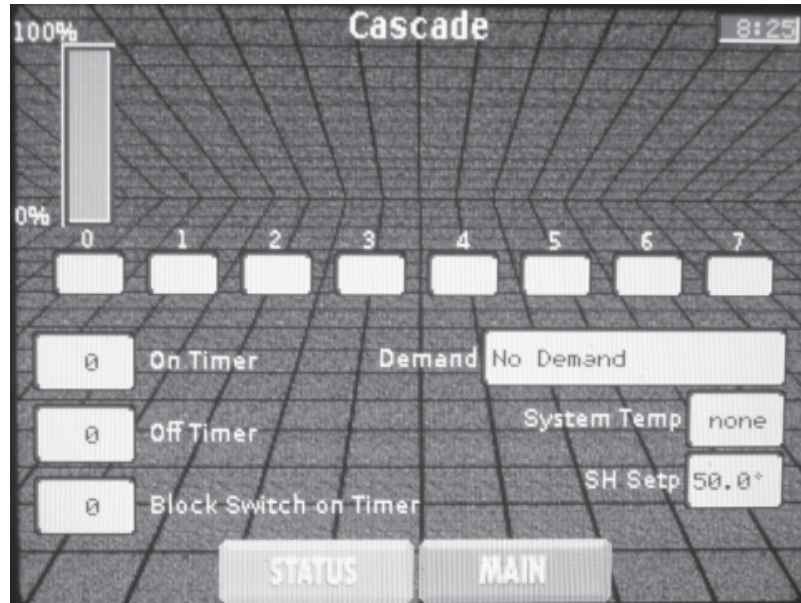 Cascade
100%
8:25
0%
0 1 2 3 4 5 6 7
0 On Timer
Demand No Demand
0 Off Timer
System Temp none
0 Block Switch on Timer
SH Setp 50.0°
STATUS MAIN